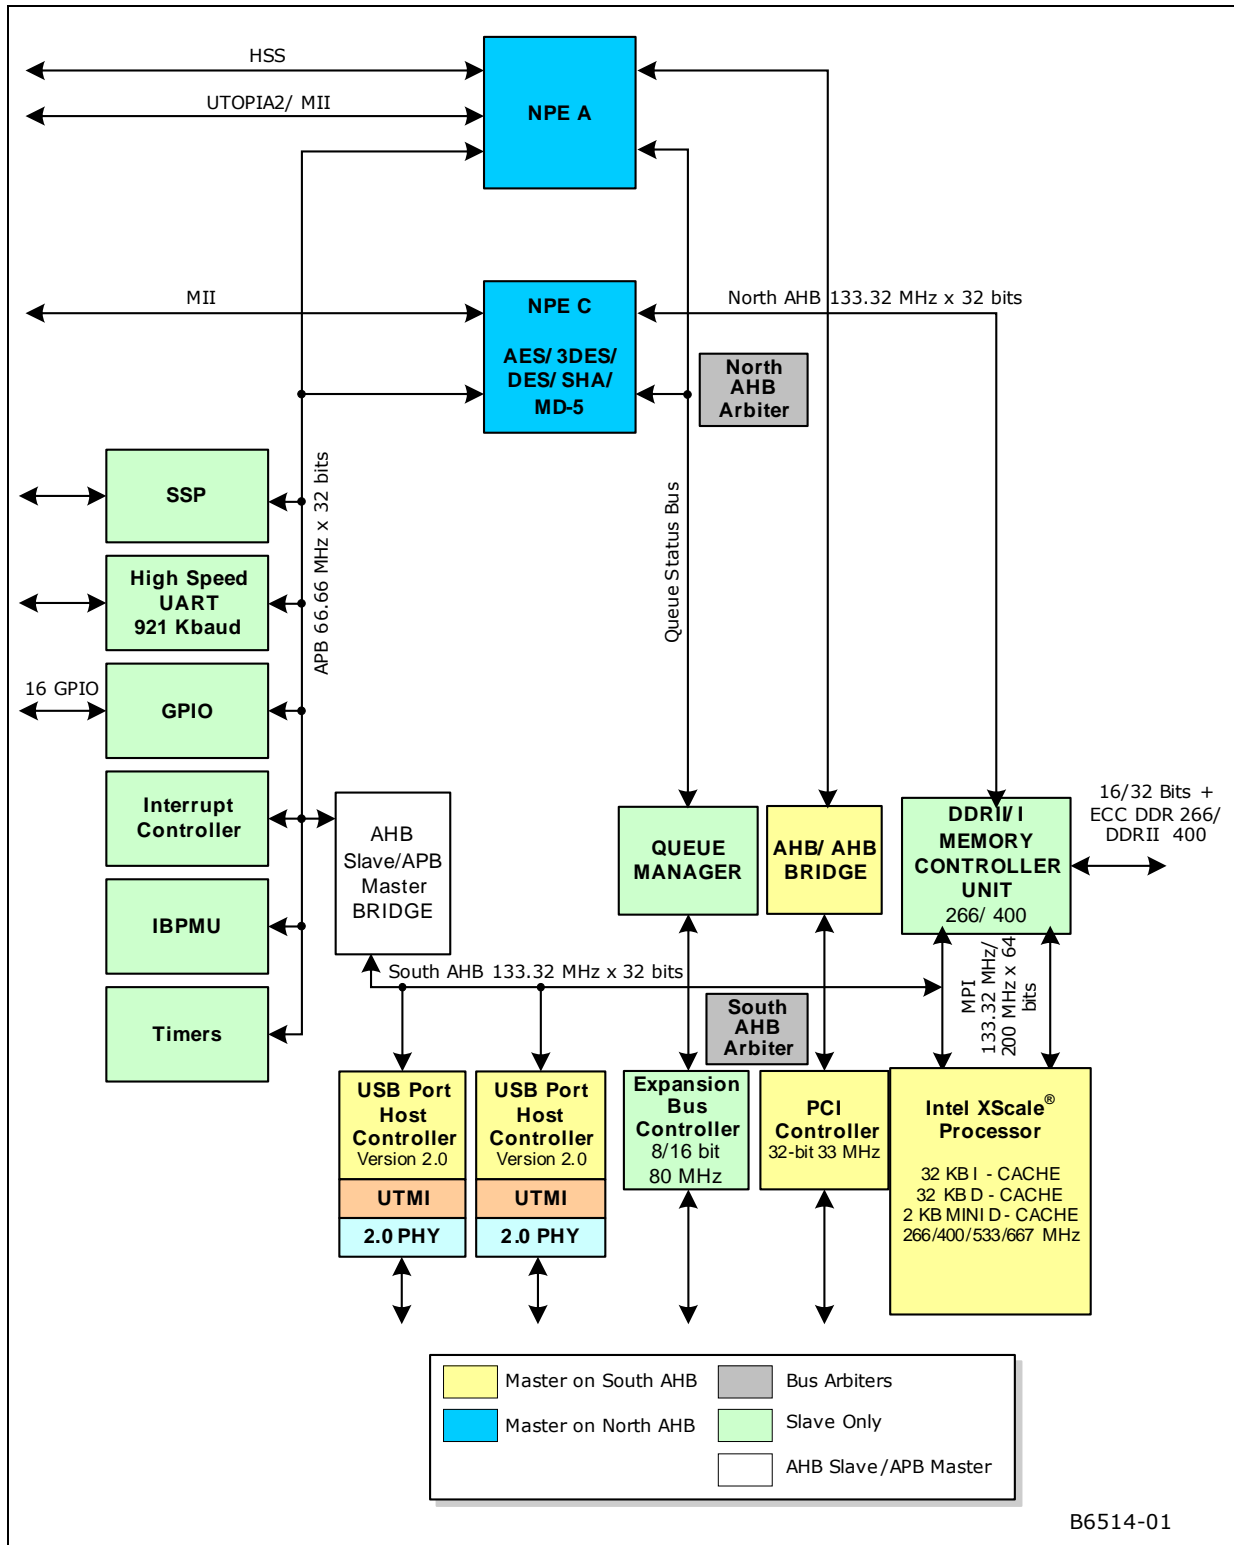 HSS
UTOPIA2/ MII
NPE A
MII
NPE C
AES/ 3DES/
DES/ SHA/
MD-5
North AHB 133.32 MHz x 32 bits
North
AHB
Arbiter
APB 66.66 MHz x 32 bits
Queue Status Bus
SSP
High Speed
UART
921 Kbaud
16 GPIO
GPIO
Interrupt
Controller
IBPMU
Timers
AHB
Slave/APB
Master
BRIDGE
QUEUE
MANAGER
AHB/ AHB
BRIDGE
DDRII/ I
MEMORY
CONTROLLER
UNIT
266/ 400
16/32 Bits +
ECC DDR 266/
DDRII 400
South AHB 133.32 MHz x 32 bits
MPI
133.32 MHz/
200 MHz x 64
bits
South
AHB
Arbiter
USB Port
Host
Controller
Version 2.0
UTMI
2.0 PHY
USB Port
Host
Controller
Version 2.0
UTMI
2.0 PHY
Expansion
Bus
Controller
8/16 bit
80 MHz
PCI
Controller
32-bit 33 MHz
Intel XScale®
Processor
32 KB I - CACHE
32 KB D - CACHE
2 KB MINI D - CACHE
266/400/533/667 MHz
Master on South AHB
Master on North AHB
Bus Arbiters
Slave Only
AHB Slave/APB Master
B6514-01